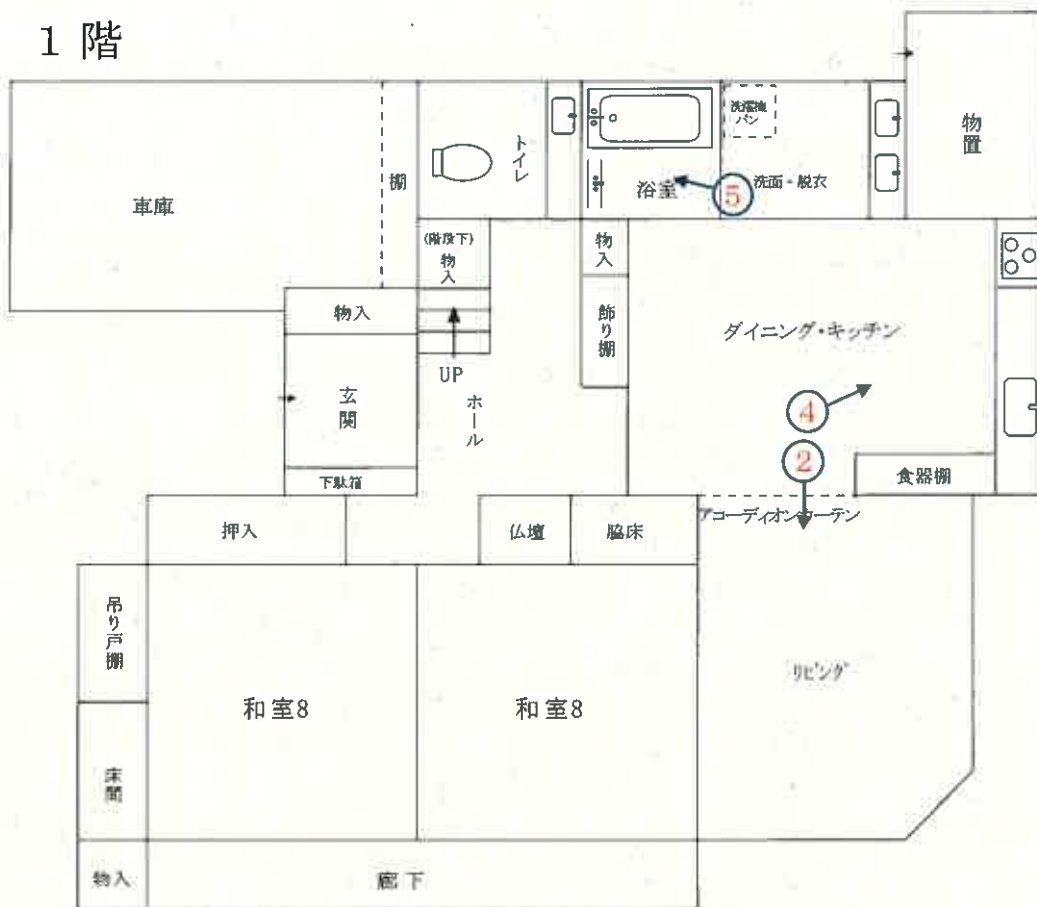 1 階
物置
洗濯機
パン
トイレ
棚
車庫
浴室
⑤
洗面・脱衣
(階段下)
物入
物入
物入
飾り棚
ダイニング・キッチン
UP
玄関
ホール
④
②
下駄箱
食器棚
アコーディオンカーテン
押入
仏壇
脇床
吊り戸棚
リビング
和室8
和室8
床間
物入
廊下